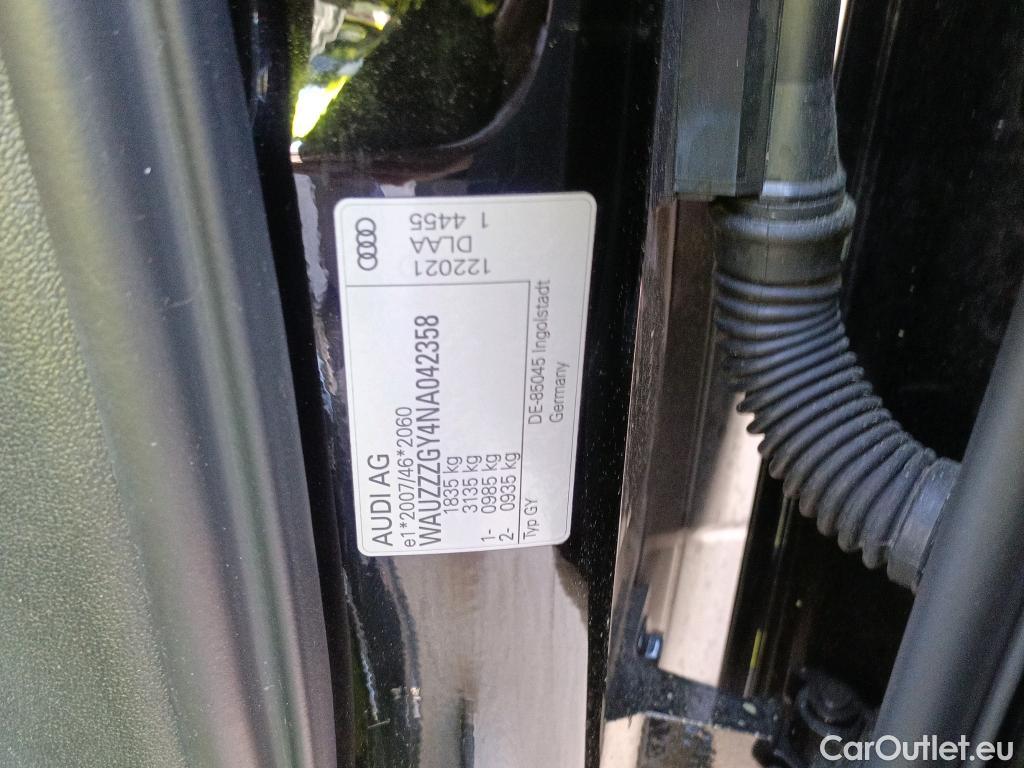 AUDI AG
e1*2007/46*2060
WAUZZZGY4NA042358
1835 kg
3135 kg
1- 0985 kg
2- 0935 kg
Typ GY
DE-85045 Ingolstadt
Germany
122021
DLAA
1 4455
CarOutlet.eu